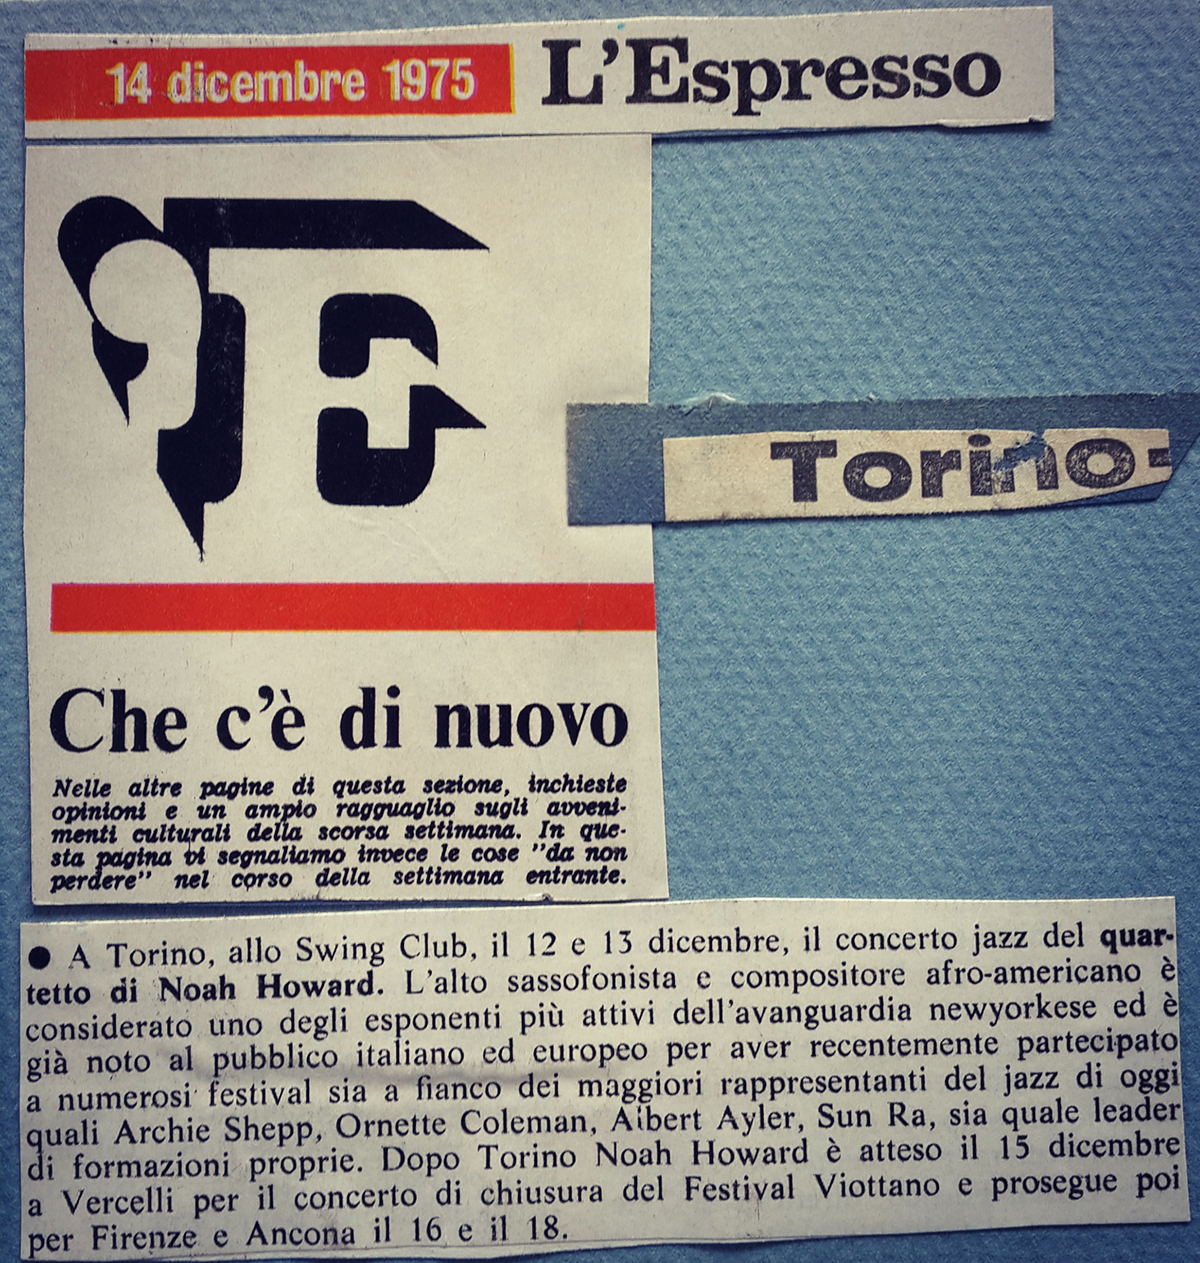 14 dicembre 1975 L'Espresso
'E
Torino-
Che c'è di nuovo
Nelle altre pagine di questa sezione, inchieste
opinioni e un ampio ragguaglio sugli avveni-
menti culturali della scorsa settimana. In que-
sta pagina vi segnaliamo invece le cose "da non
perdere" nel corso della settimana entrante.
● A Torino, allo Swing Club, il 12 e 13 dicembre, il concerto jazz del quar-
tetto di Noah Howard. L'alto sassofonista e compositore afro-americano è
considerato uno degli esponenti più attivi dell'avanguardia newyorkese ed è
già noto al pubblico italiano ed europeo per aver recentemente partecipato
a numerosi festival sia a fianco dei maggiori rappresentanti del jazz di oggi
quali Archie Shepp, Ornette Coleman, Albert Ayler, Sun Ra, sia quale leader
di formazioni proprie. Dopo Torino Noah Howard è atteso il 15 dicembre
a Vercelli per il concerto di chiusura del Festival Viottano e prosegue poi
per Firenze e Ancona il 16 e il 18.